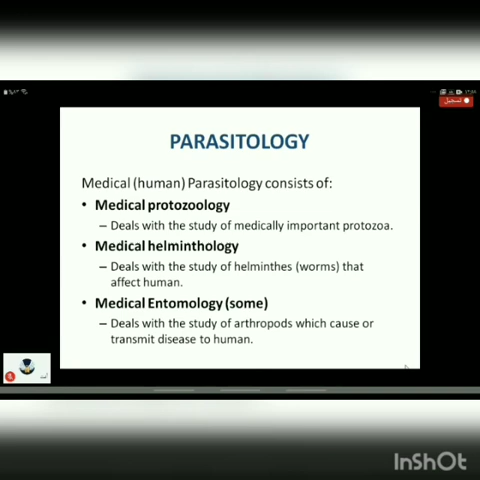 تسجيل
PARASITOLOGY
Medical (human) Parasitology consists of:
• Medical protozoology
– Deals with the study of medically important protozoa.
• Medical helminthology
– Deals with the study of helminthes (worms) that
affect human.
• Medical Entomology (some)
– Deals with the study of arthropods which cause or
transmit disease to human.
InShOt